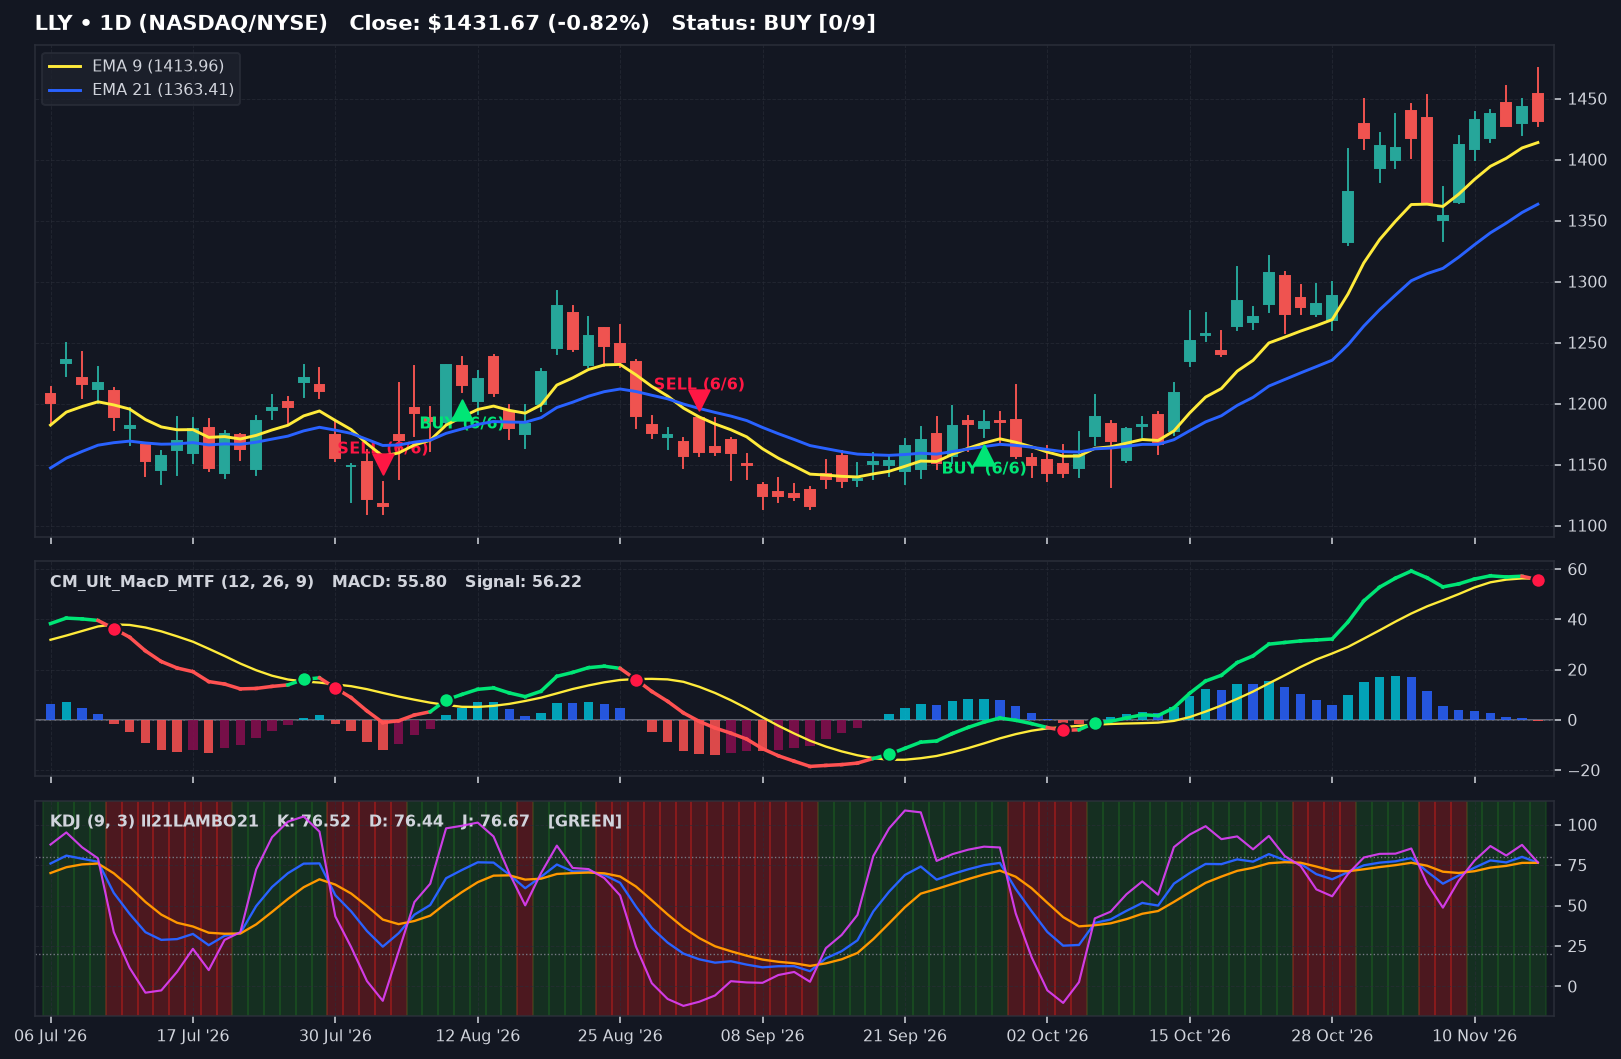 LLY • 1D (NASDAQ/NYSE)   Close: $1431.67 (-0.82%)   Status: BUY [0/9]
EMA 9 (1413.96)
EMA 21 (1363.41)
1450
1400
1350
1300
1250
1200
1150
1100
SELL (6/6)
BUY (6/6)
SELL (6/6)
BUY (6/6)
CM_Ult_MacD_MTF (12, 26, 9)   MACD: 55.80   Signal: 56.22
60
40
20
0
−20
KDJ (9, 3) ll21LAMBO21   K: 76.52   D: 76.44   J: 76.67   [GREEN]
100
75
50
25
0
06 Jul '26
17 Jul '26
30 Jul '26
12 Aug '26
25 Aug '26
08 Sep '26
21 Sep '26
02 Oct '26
15 Oct '26
28 Oct '26
10 Nov '26